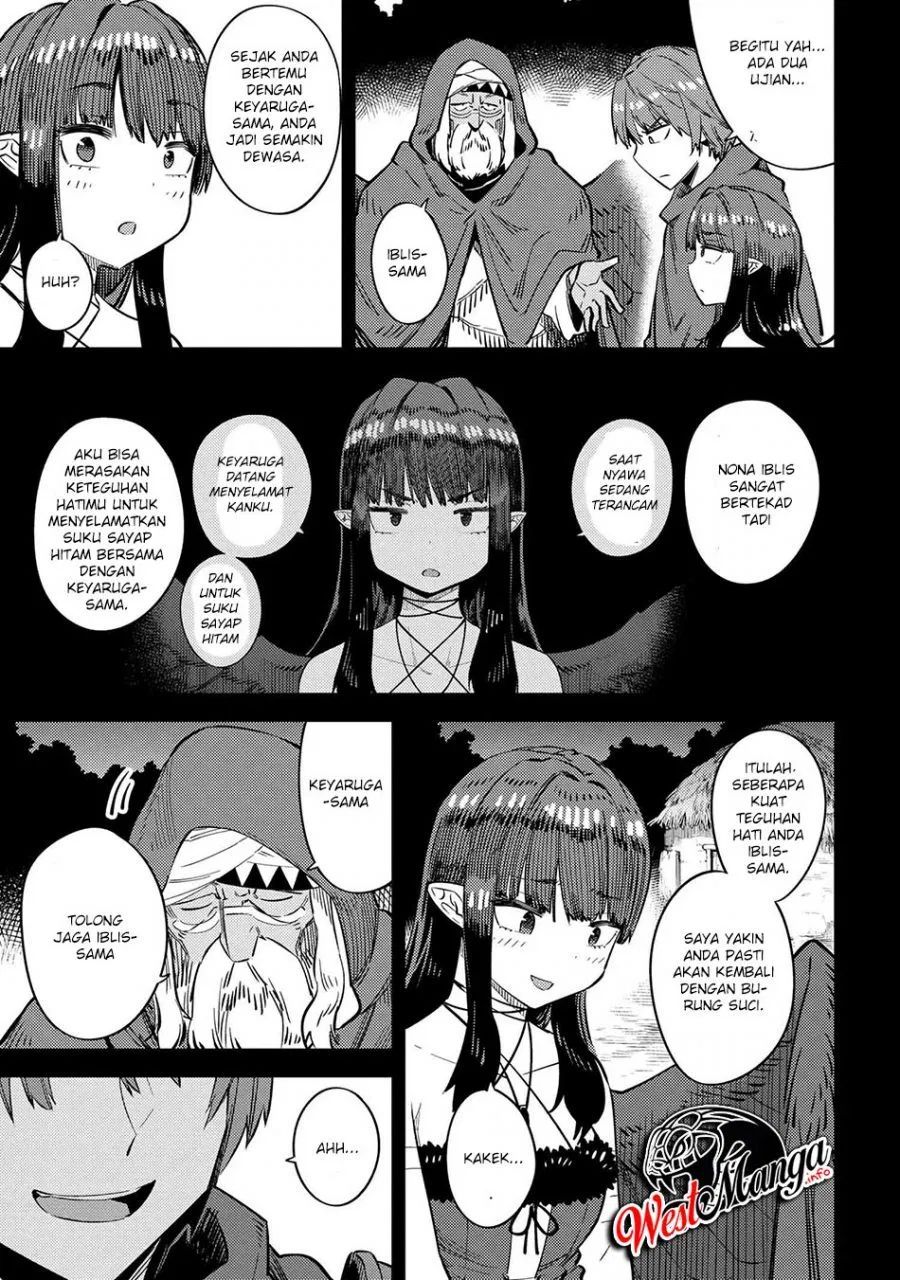 BEGITU YAH...
ADA DUA
UJIAN...
IBLIS-
SAMA
SEJAK ANDA
BERTEMU
DENGAN
KEYARUGA-
SAMA, ANDA
JADI SEMAKIN
DEWASA.
HUH?
NONA IBLIS
SANGAT
BERTEKAD
TADI
SAAT
NYAWA
SEDANG
TERANCAM
KEYARUGA
DATANG
MENYELAMAT
KANKU.
DAN
UNTUK
SUKU
SAYAP
HITAM
AKU BISA
MERASAKAN
KETEGUHAN
HATIMU UNTUK
MENYELAMATKAN
SUKU SAYAP
HITAM BERSAMA
DENGAN
KEYARUGA-
SAMA.
ITULAH,
SEBERAPA
KUAT
TEGUHAN
HATI ANDA
IBLIS-
SAMA.
SAYA YAKIN
ANDA PASTI
AKAN KEMBALI
DENGAN BU-
RUNG SUCI.
KAKEK...
KEYARUGA
-SAMA
TOLONG
JAGA IBLIS-
SAMA
AHH...
WestManga
.info